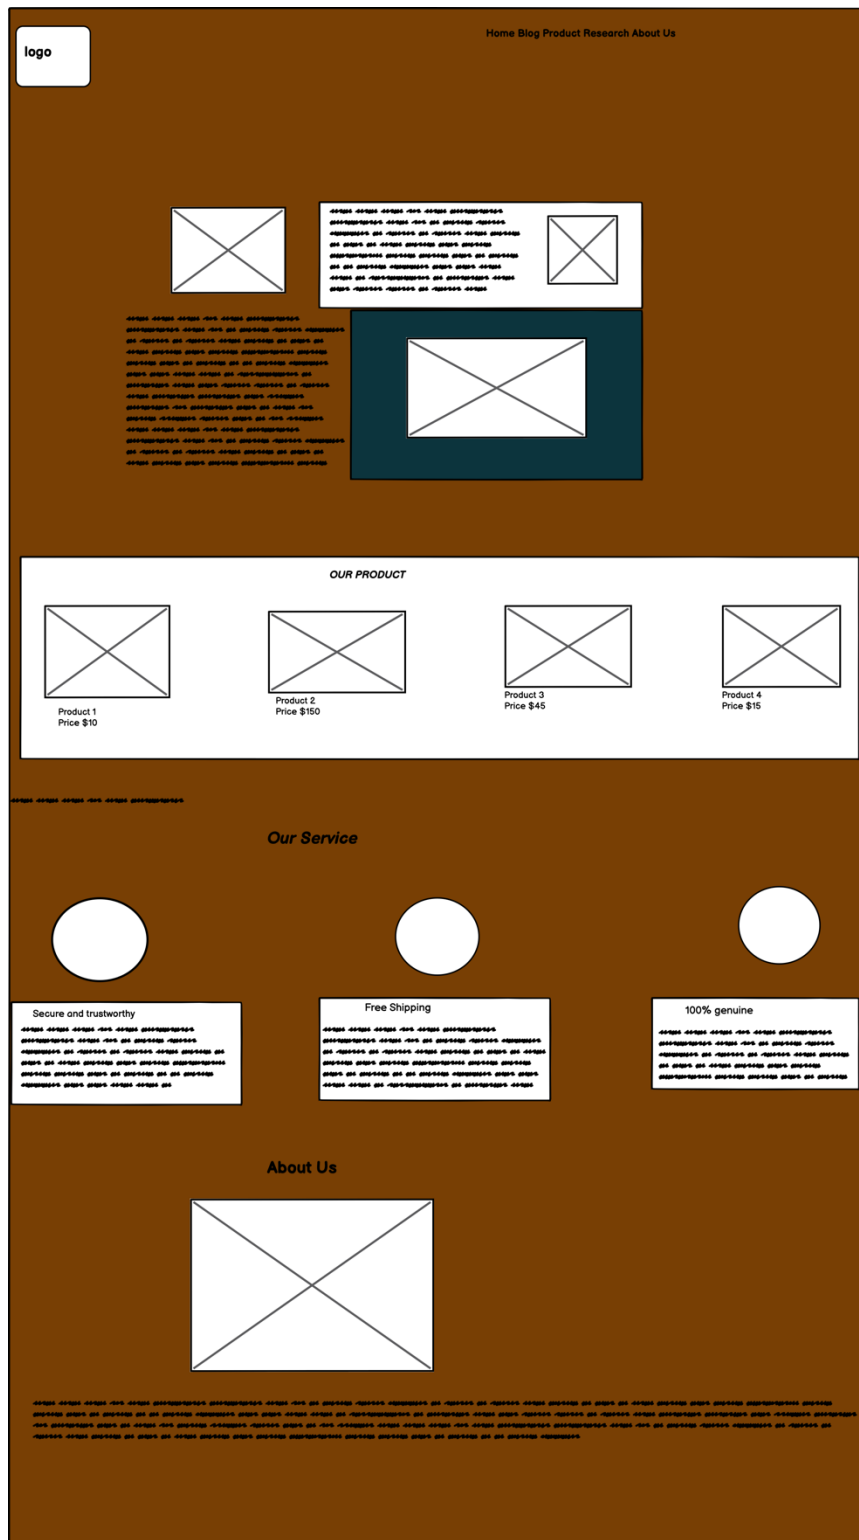 logo
Home Blog Product Research About Us
OUR PRODUCT
Product 1
Price $10
Product 2
Price $150
Product 3
Price $45
Product 4
Price $15
Our Service
Secure and trustworthy
Free Shipping
100% genuine
About Us